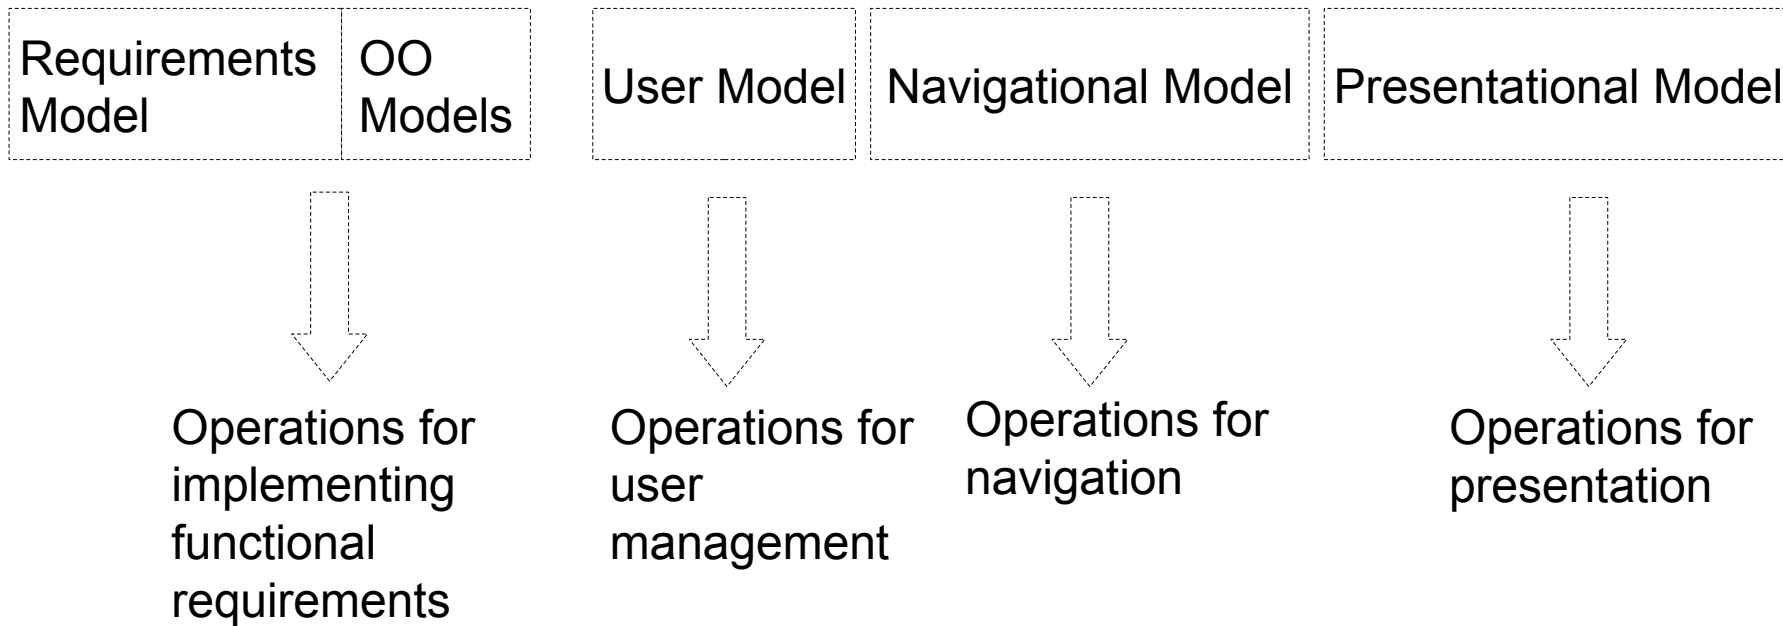 Requirements
Model
OO
Models
User Model
Navigational Model
Presentational Model
Operations for
implementing
functional
requirements
Operations for
user
management
Operations for
navigation
Operations for
presentation